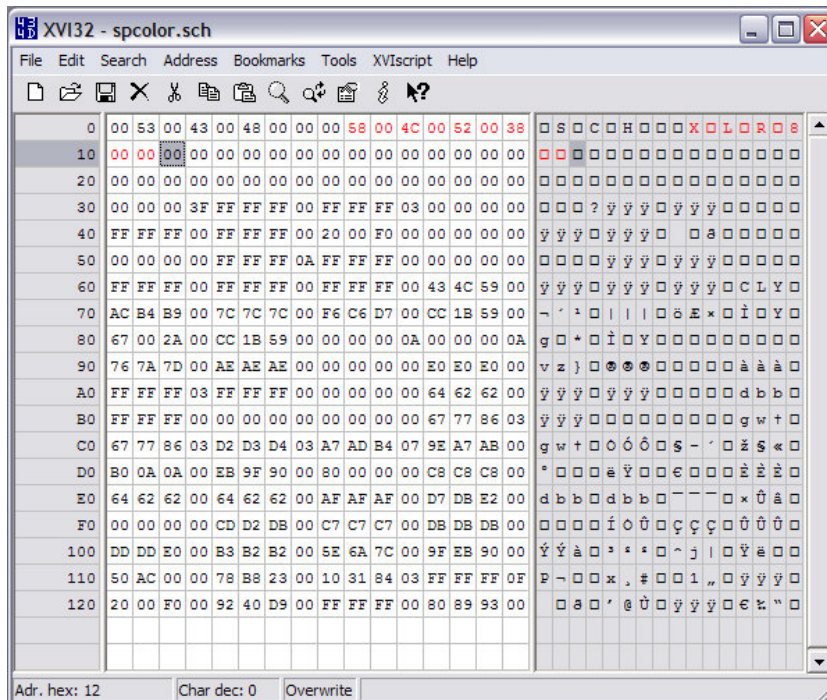 XVI32 - spcolor.sch
File Edit Search Address Bookmarks Tools XVIscript Help
0 00 53 00 43 00 48 00 00 00 58 00 4C 00 52 00 38 □ S □ C □ H □ □ □ X □ L □ R □ 8
10 00 00 00 00 00 00 00 00 00 00 00 00 00 00 00 00 □ □ □ □ □ □ □ □ □ □ □ □ □ □ □ □
20 00 00 00 00 00 00 00 00 00 00 00 00 00 00 00 00 □ □ □ □ □ □ □ □ □ □ □ □ □ □ □ □
30 00 00 00 3F FF FF FF 00 FF FF FF 03 00 00 00 00 □ □ □ ? ÿ ÿ ÿ □ ÿ ÿ ÿ □ □ □ □ □
40 FF FF FF 00 FF FF FF 00 20 00 F0 00 00 00 00 00 ÿ ÿ ÿ □ ÿ ÿ ÿ □ □ ð □ □ □ □ □
50 00 00 00 00 FF FF FF 0A FF FF FF 00 00 00 00 00 □ □ □ □ ÿ ÿ ÿ □ ÿ ÿ ÿ □ □ □ □ □
60 FF FF FF 00 FF FF FF 00 FF FF FF 00 43 4C 59 00 ÿ ÿ ÿ □ ÿ ÿ ÿ □ ÿ ÿ ÿ □ C L Y □
70 AC B4 B9 00 7C 7C 7C 00 F6 C6 D7 00 CC 1B 59 00 ¬ ´ ¹ □ | | | □ ö Æ × □ Ì □ Y □
80 67 00 2A 00 CC 1B 59 00 00 00 00 0A 00 00 00 0A g □ * □ Ì □ Y □ □ □ □ □ □ □ □ □
90 76 7A 7D 00 AE AE AE 00 00 00 00 00 E0 E0 E0 00 v z } □ ® ® ® □ □ □ □ □ à à à □
A0 FF FF FF 03 FF FF FF 00 00 00 00 00 64 62 62 00 ÿ ÿ ÿ □ ÿ ÿ ÿ □ □ □ □ □ d b b □
B0 FF FF FF 00 00 00 00 00 00 00 00 00 67 77 86 03 ÿ ÿ ÿ □ □ □ □ □ □ □ □ □ g w † □
C0 67 77 86 03 D2 D3 D4 03 A7 AD B4 07 9E A7 AB 00 g w † □ Ò Ó Ô □ § - ´ □ ž § « □
D0 B0 0A 0A 00 EB 9F 90 00 80 00 00 00 C8 C8 C8 00 ° □ □ □ ë Ÿ □ □ € □ □ □ È È È □
E0 64 62 62 00 64 62 62 00 AF AF AF 00 D7 DB E2 00 d b b □ d b b □ ¯ ¯ ¯ □ × Û â □
F0 00 00 00 00 CD D2 DB 00 C7 C7 C7 00 DB DB DB 00 □ □ □ □ Í Ò Û □ Ç Ç Ç □ Û Û Û □
100 DD DD E0 00 B3 B2 B2 00 5E 6A 7C 00 9F EB 90 00 Ý Ý à □ ³ ² ² □ ^ j | □ Ÿ ë □ □
110 50 AC 00 00 78 B8 23 00 10 31 84 03 FF FF FF 0F P ¬ □ □ x ¸ # □ □ 1 „ □ ÿ ÿ ÿ □
120 20 00 F0 00 92 40 D9 00 FF FF FF 00 80 89 93 00 □ ð □ ’ @ Ù □ ÿ ÿ ÿ □ € ‰ “ □
Adr. hex: 12 Char dec: 0 Overwrite